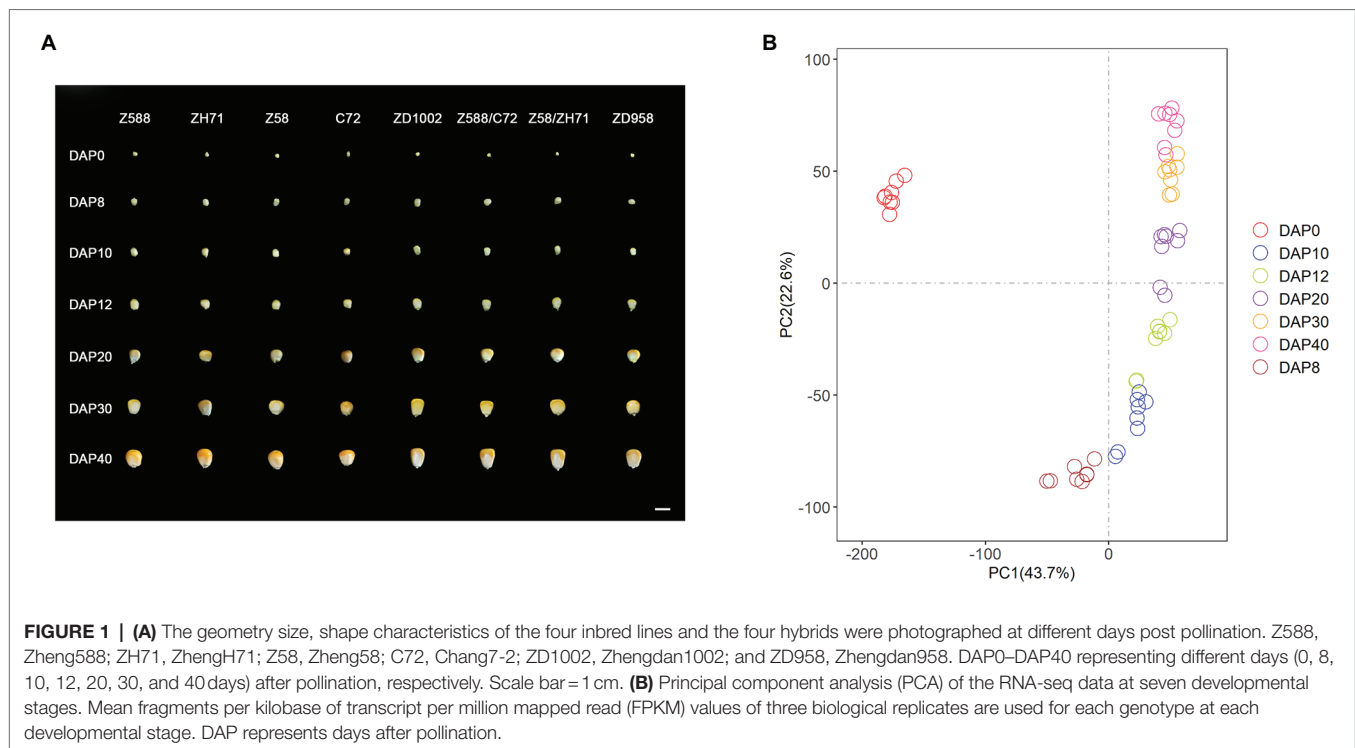 A
Z588 ZH71 Z58 C72 ZD1002 Z588/C72 Z58/ZH71 ZD958
DAP0
DAP8
DAP10
DAP12
DAP20
DAP30
DAP40
B
100
50
0
-50
-100
PC2(22.6%)
-200 -100 0
PC1(43.7%)
DAP0
DAP10
DAP12
DAP20
DAP30
DAP40
DAP8
FIGURE 1 | (A) The geometry size, shape characteristics of the four inbred lines and the four hybrids were photographed at different days post pollination. Z588,
Zheng588; ZH71, ZhengH71; Z58, Zheng58; C72, Chang7-2; ZD1002, Zhengdan1002; and ZD958, Zhengdan958. DAP0–DAP40 representing different days (0, 8,
10, 12, 20, 30, and 40 days) after pollination, respectively. Scale bar = 1 cm. (B) Principal component analysis (PCA) of the RNA-seq data at seven developmental
stages. Mean fragments per kilobase of transcript per million mapped read (FPKM) values of three biological replicates are used for each genotype at each
developmental stage. DAP represents days after pollination.